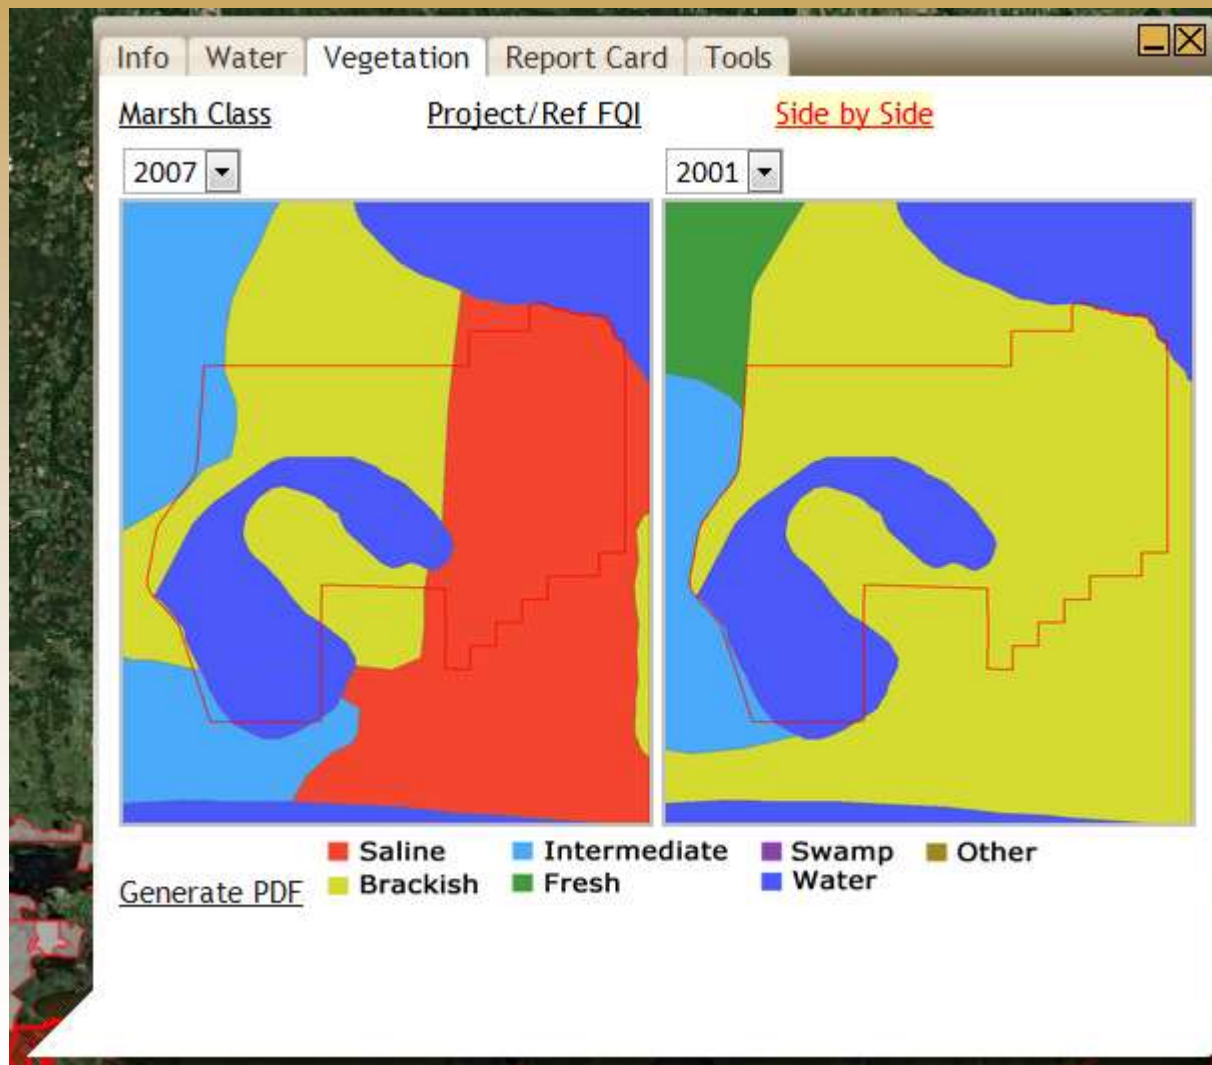 Info Water Vegetation Report Card Tools
Marsh Class Project/Ref FQI Side by Side
2007 2001
Saline Intermediate Swamp Other
Brackish Fresh Water
Generate PDF